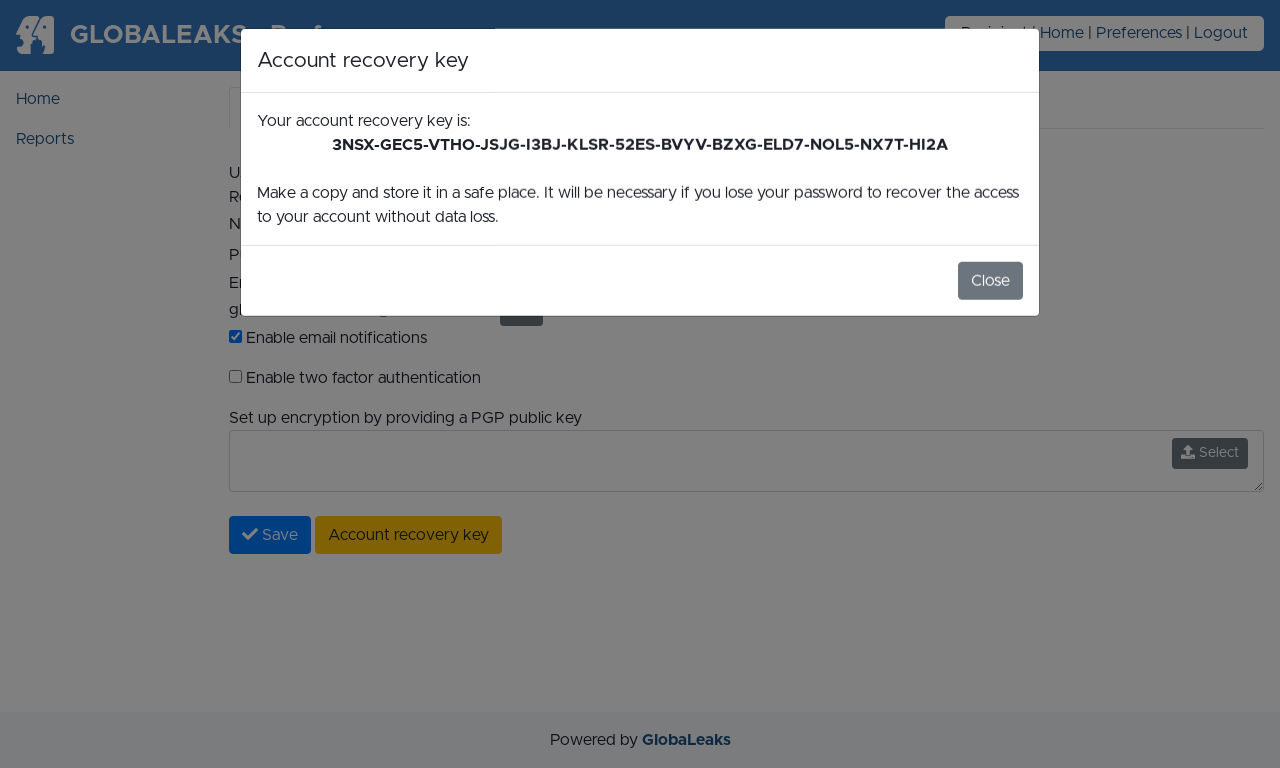 GLOBALEAKS
Home | Preferences | Logout
Account recovery key
Your account recovery key is:
3NSX-GEC5-VTHO-JSJG-I3BJ-KLSR-52ES-BVYV-BZXG-ELD7-NOL5-NX7T-HI2A
Make a copy and store it in a safe place. It will be necessary if you lose your password to recover the access
to your account without data loss.
Close
Home
Reports
Enable email notifications
Enable two factor authentication
Set up encryption by providing a PGP public key
Select
Save
Account recovery key
Powered by GlobaLeaks